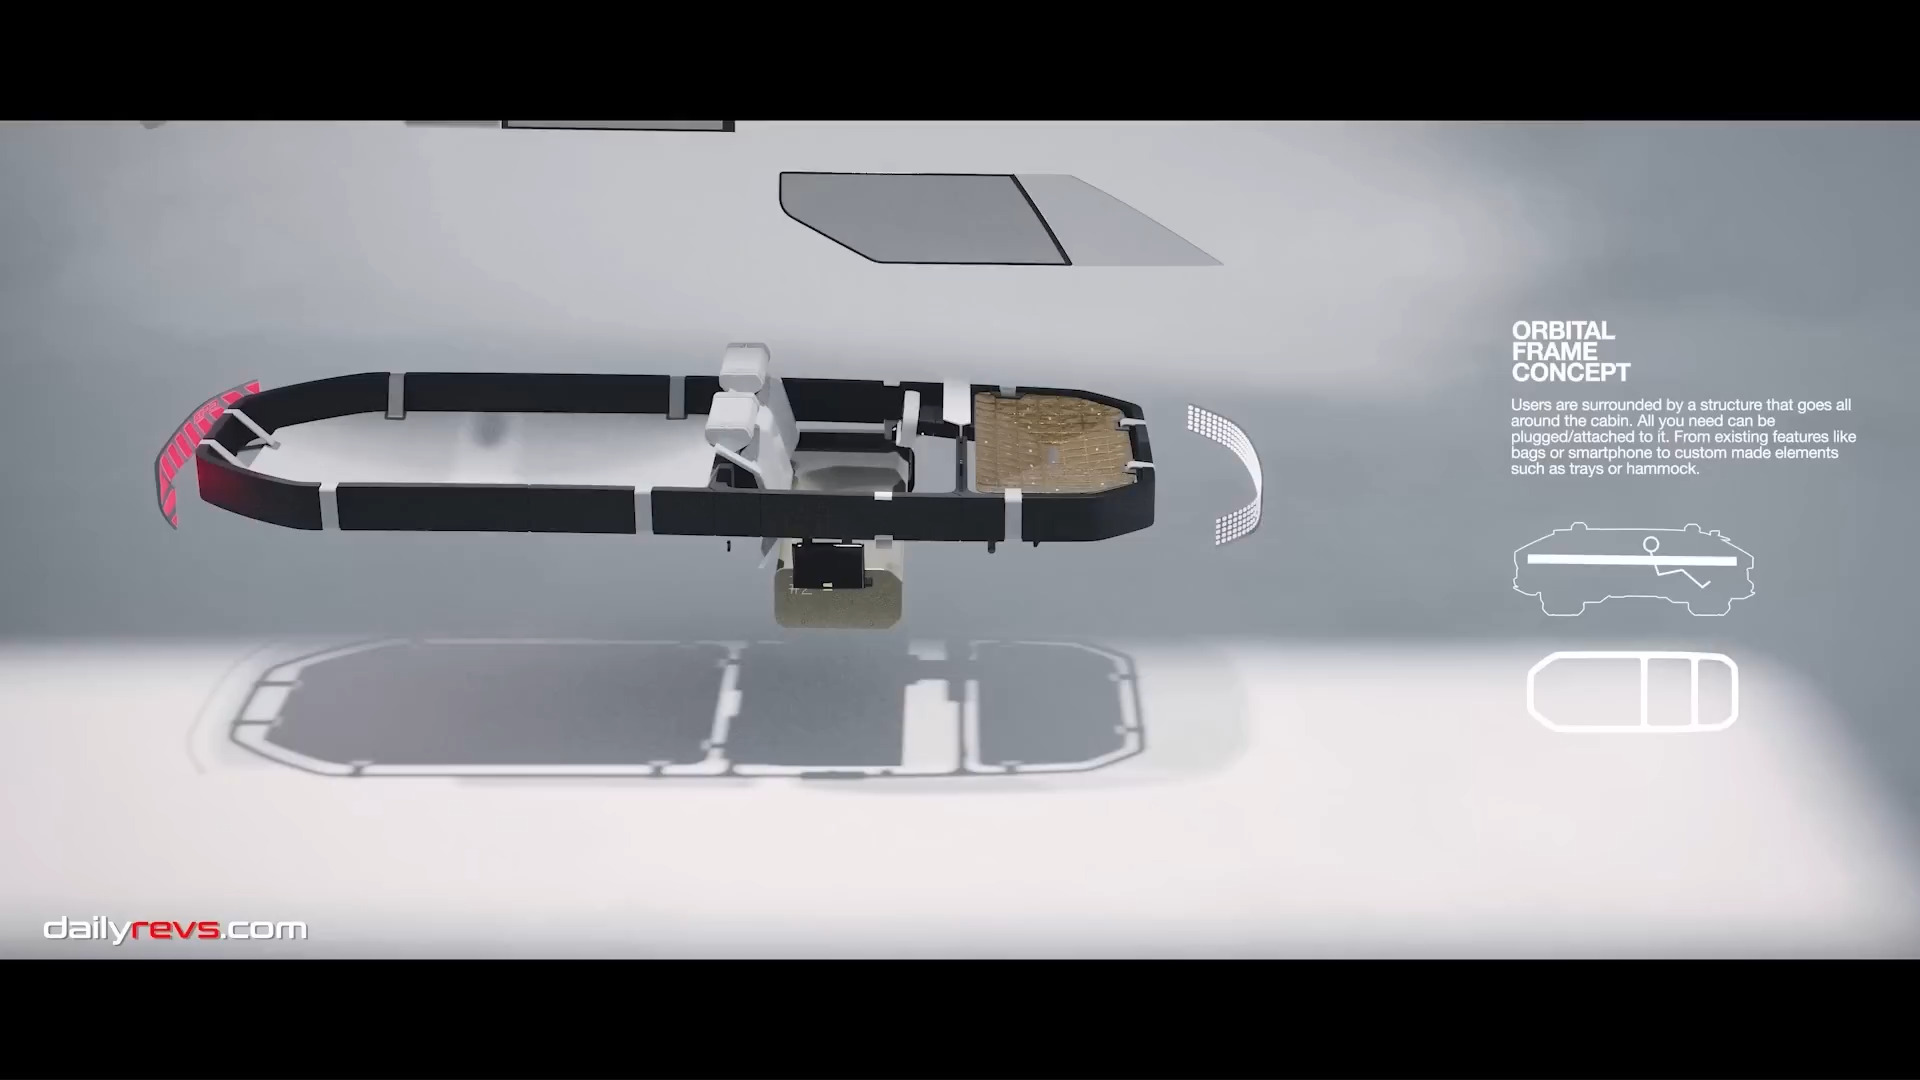 ORBITAL
FRAME
CONCEPT
Users are surrounded by a structure that goes all
around the cabin. All you need can be
plugged/attached to it. From existing features like
bags or smartphone to custom made elements
such as trays or hammock.
dailyrevs.com